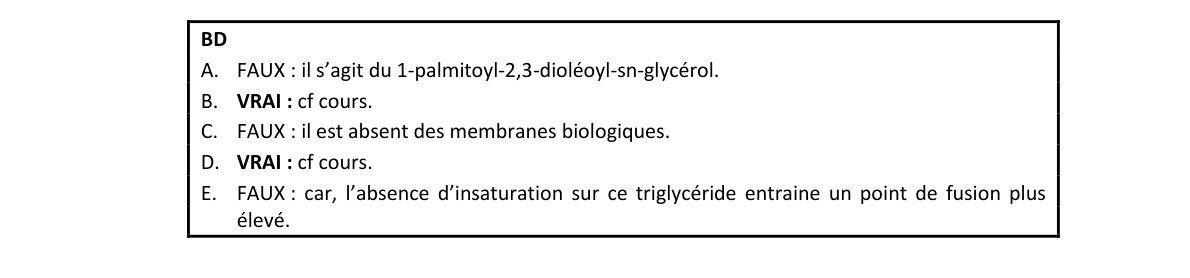 BD
A. FAUX : il s’agit du 1-palmitoyl-2,3-dioléoyl-sn-glycérol.
B. VRAI : cf cours.
C. FAUX : il est absent des membranes biologiques.
D. VRAI : cf cours.
E. FAUX : car, l’absence d’insaturation sur ce triglycéride entraine un point de fusion plus
élevé.